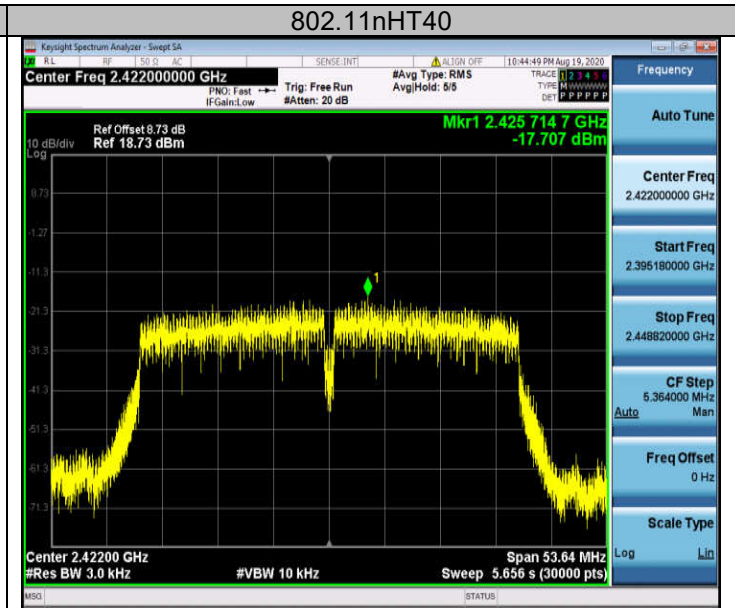 802.11nHT40
Keysight Spectrum Analyzer - Swept SA
RL RF 50 Ω AC SENSE:INT ALIGN OFF 10:44:49 PM Aug 19, 2020
Center Freq 2.422000000 GHz
PNO: Fast
IFGain:Low
Trig: Free Run
#Atten: 20 dB
#Avg Type: RMS
Avg|Hold: 5/5
TRACE 1 2 3 4 5 6
TYPE M W W W W W
DET P P P P P P
Ref Offset 8.73 dB
10 dB/div Ref 18.73 dBm
Log
Mkr1 2.425 714 7 GHz
-17.707 dBm
8.73
-1.27
-11.3
1
-21.3
-31.3
-41.3
-51.3
-61.3
-71.3
Center 2.42200 GHz Span 53.64 MHz
#Res BW 3.0 kHz #VBW 10 kHz Sweep 5.656 s (30000 pts)
MSG STATUS
Frequency
Auto Tune
Center Freq
2.422000000 GHz
Start Freq
2.395180000 GHz
Stop Freq
2.448820000 GHz
CF Step
5.364000 MHz
Auto Man
Freq Offset
0 Hz
Scale Type
Log Lin